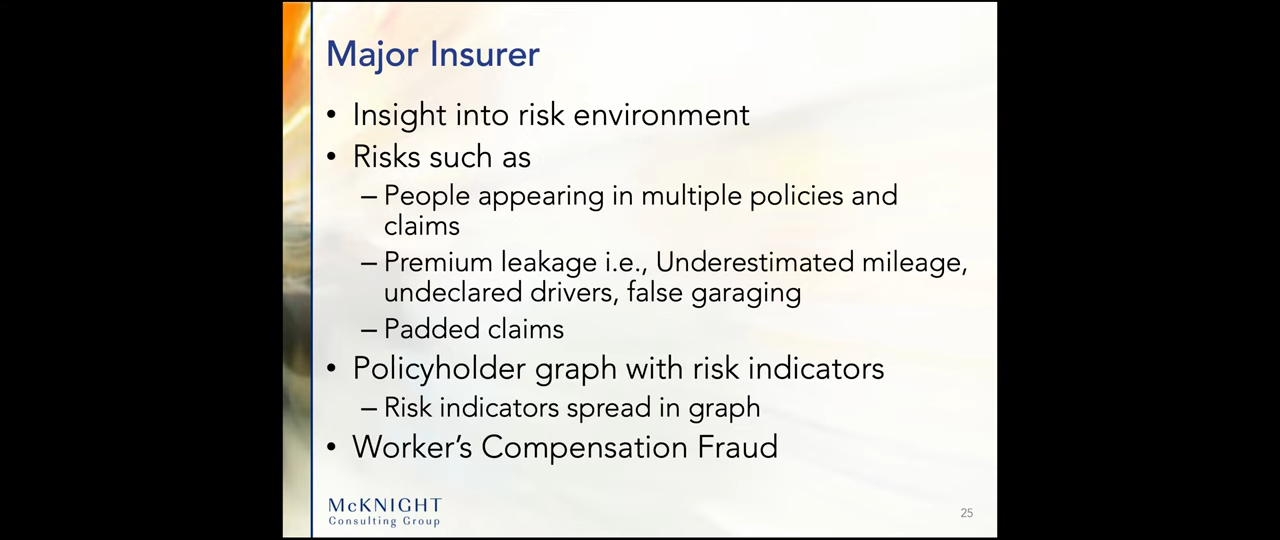 Major Insurer
• Insight into risk environment
• Risks such as
– People appearing in multiple policies and
claims
– Premium leakage i.e., Underestimated mileage,
undeclared drivers, false garaging
– Padded claims
• Policyholder graph with risk indicators
– Risk indicators spread in graph
• Worker’s Compensation Fraud
McKNIGHT
Consulting Group
25